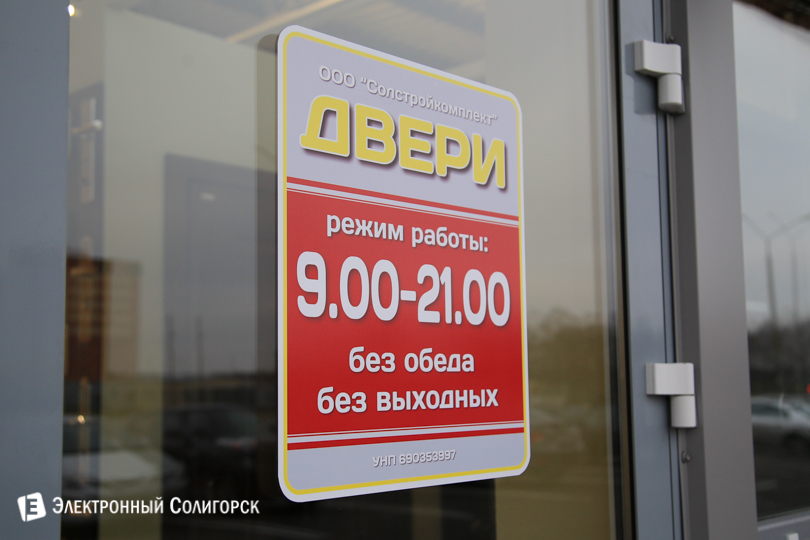 ООО "Солстройкомплект"
ДВЕРИ
режим работы:
9.00-21.00
без обеда
без выходных
УНП 690353997
Электронный Солигорск